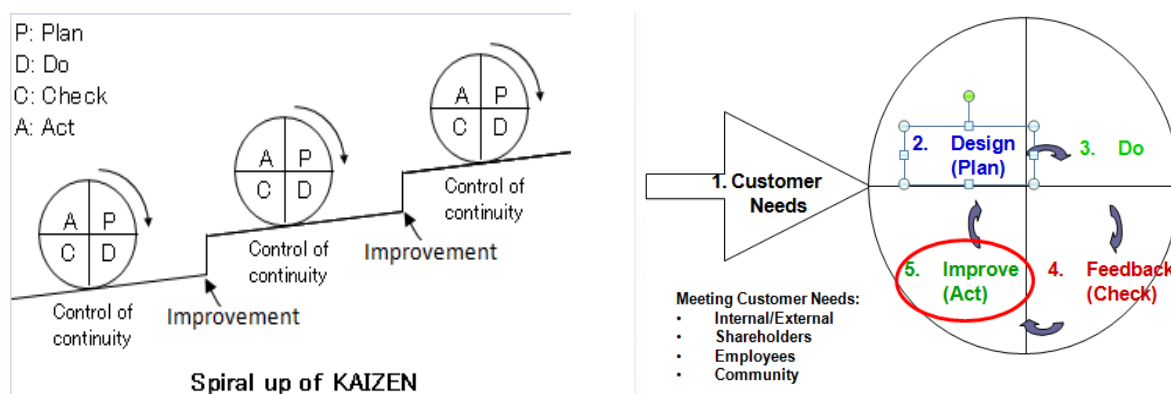 P: Plan
D: Do
C: Check
A: Act
A P
C D
Control of
continuity
Improvement
A P
C D
Control of
continuity
Improvement
A P
C D
Control of
continuity
Spiral up of KAIZEN
1. Customer
Needs
2. Design
(Plan)
3. Do
4. Feedback
(Check)
5. Improve
(Act)
Meeting Customer Needs:
• Internal/External
• Shareholders
• Employees
• Community